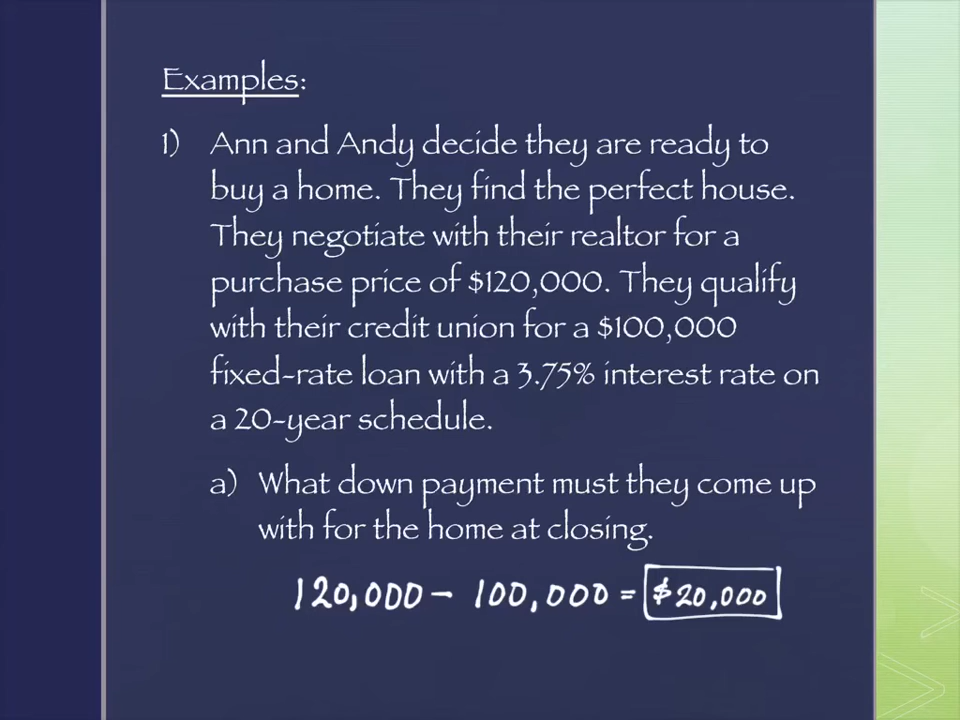 Examples:
1) Ann and Andy decide they are ready to
buy a home. They find the perfect house.
They negotiate with their realtor for a
purchase price of $120,000. They qualify
with their credit union for a $100,000
fixed-rate loan with a 3.75% interest rate on
a 20-year schedule.
a) What down payment must they come up
with for the home at closing.
120,000 - 100,000 = $20,000